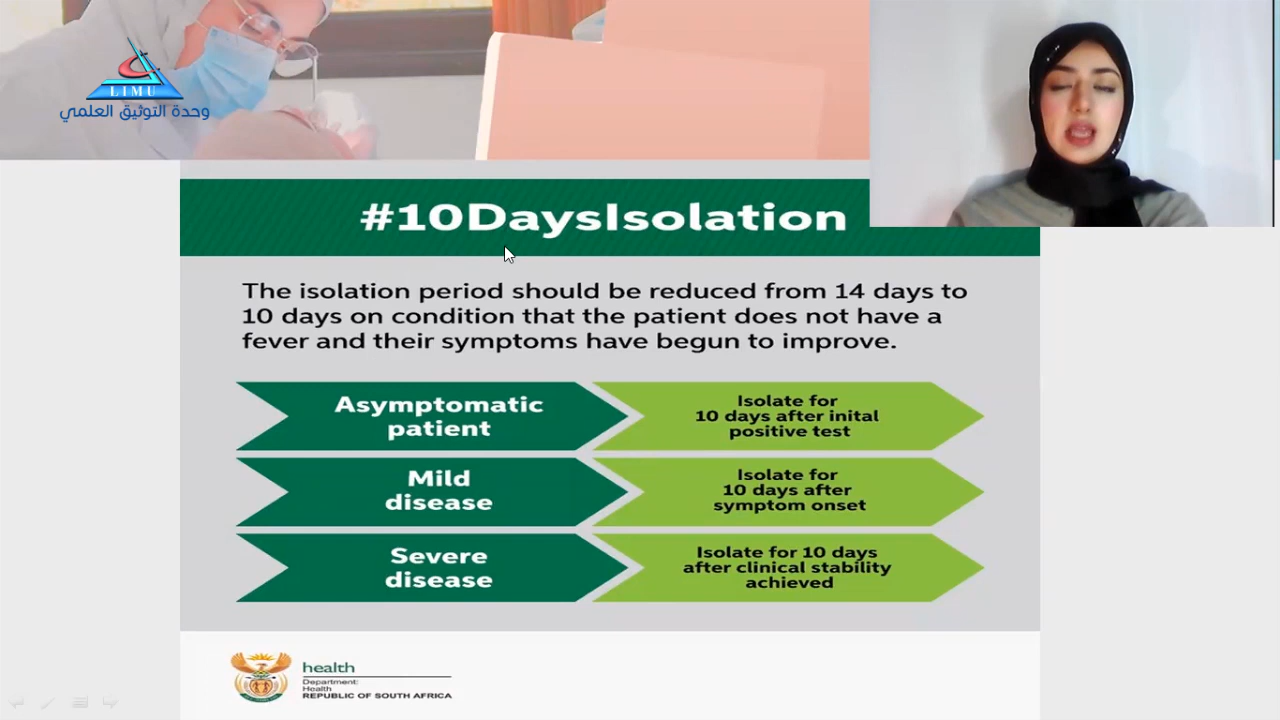 LIMU
وحدة التوثيق العلمي
#10DaysIsolation
The isolation period should be reduced from 14 days to
10 days on condition that the patient does not have a
fever and their symptoms have begun to improve.
Asymptomatic
patient
Isolate for
10 days after inital
positive test
Mild
disease
Isolate for
10 days after
symptom onset
Severe
disease
Isolate for 10 days
after clinical stability
achieved
health
Department:
Health
REPUBLIC OF SOUTH AFRICA